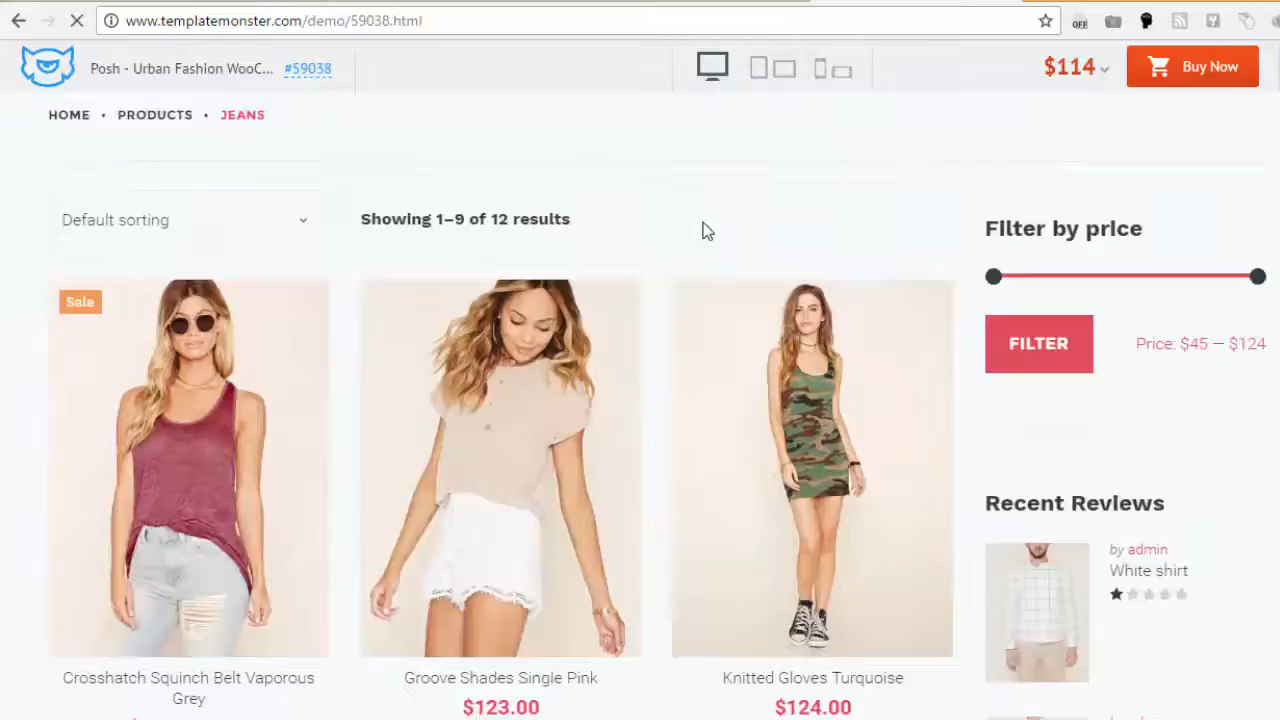 www.templatemonster.com/demo/59038.html
OFF
Posh - Urban Fashion WooC... #59038
$114
Buy Now
HOME • PRODUCTS • JEANS
Default sorting
Showing 1–9 of 12 results
Filter by price
Sale
FILTER
Price: $45 — $124
Recent Reviews
by admin
White shirt
Crosshatch Squinch Belt Vaporous
Grey
Groove Shades Single Pink
$123.00
Knitted Gloves Turquoise
$124.00